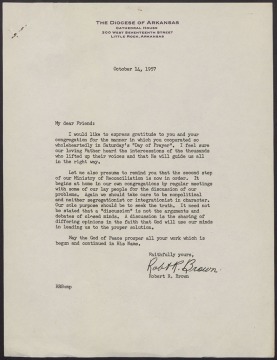 THE DIOCESE OF ARKANSAS
CATHEDRAL HOUSE
300 WEST SEVENTEENTH STREET
LITTLE ROCK, ARKANSAS
October 14, 1957
My dear Friend:
I would like to express gratitude to you and your
congregation for the manner in which you cooperated so
wholeheartedly in Saturday's "Day of Prayer". I feel sure
our loving Father heard the intercessions of the thousands
who lifted up their voices and that He will guide us all
in the right way.
Let me also presume to remind you that the second step
of our Ministry of Reconciliation is now in order. It
begins at home in our own congregations by regular meetings
with some of our lay people for the discussion of our
problems. Again we should take care to be nonpolitical
and neither segregationist or integrationist in character.
Our sole purpose should be to seek the truth. It need not
be stated that a "discussion" is not the arguments and
debates of closed minds. A discussion is the sharing of
differing opinions in the faith that God will use our minds
in leading us to the proper solution.
May the God of Peace prosper all your work which is
begun and continued in His Name.
Faithfully yours,
Robt. R. Brown
Robert R. Brown